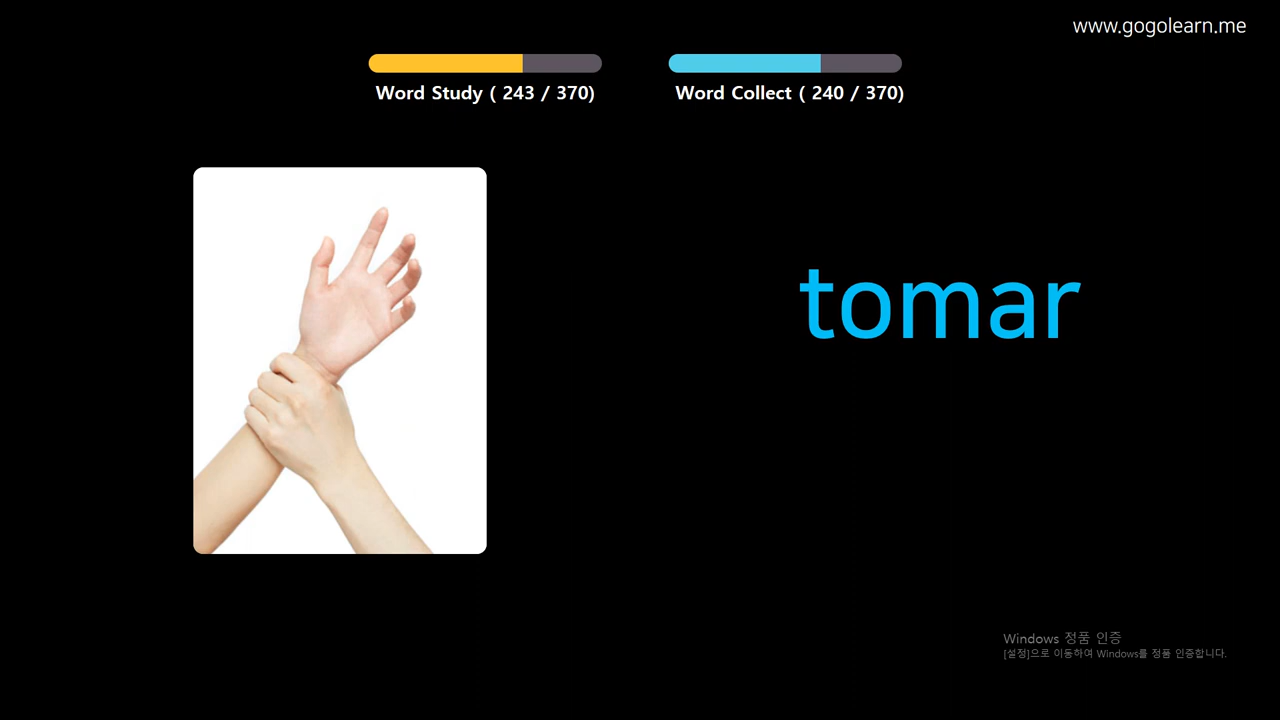 www.gogolearn.me
Word Study ( 243 / 370)
Word Collect ( 240 / 370)
tomar
Windows 정품 인증
[설정]으로 이동하여 Windows를 정품 인증합니다.